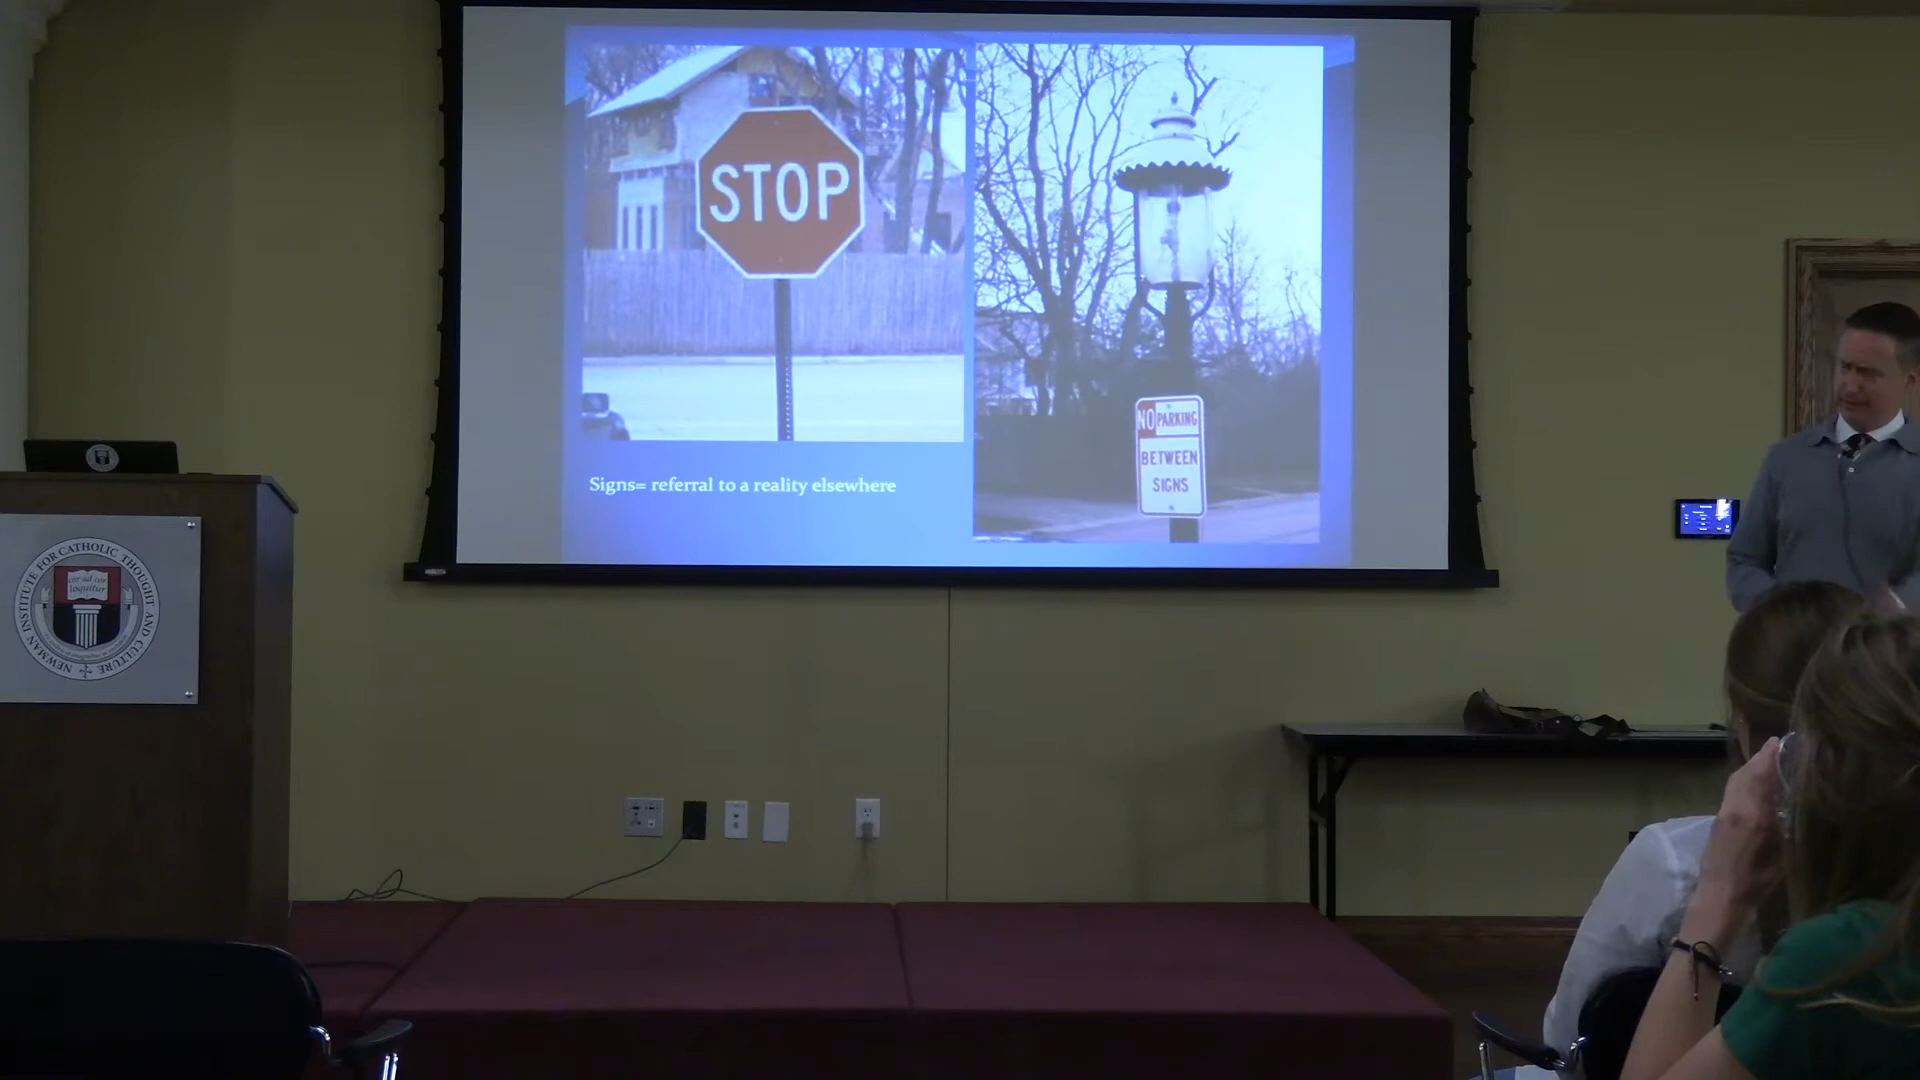 STOP
NO PARKING
BETWEEN
SIGNS
Signs= referral to a reality elsewhere
NEWMAN INSTITUTE FOR CATHOLIC THOUGHT AND CULTURE
cor ad cor
loquitur